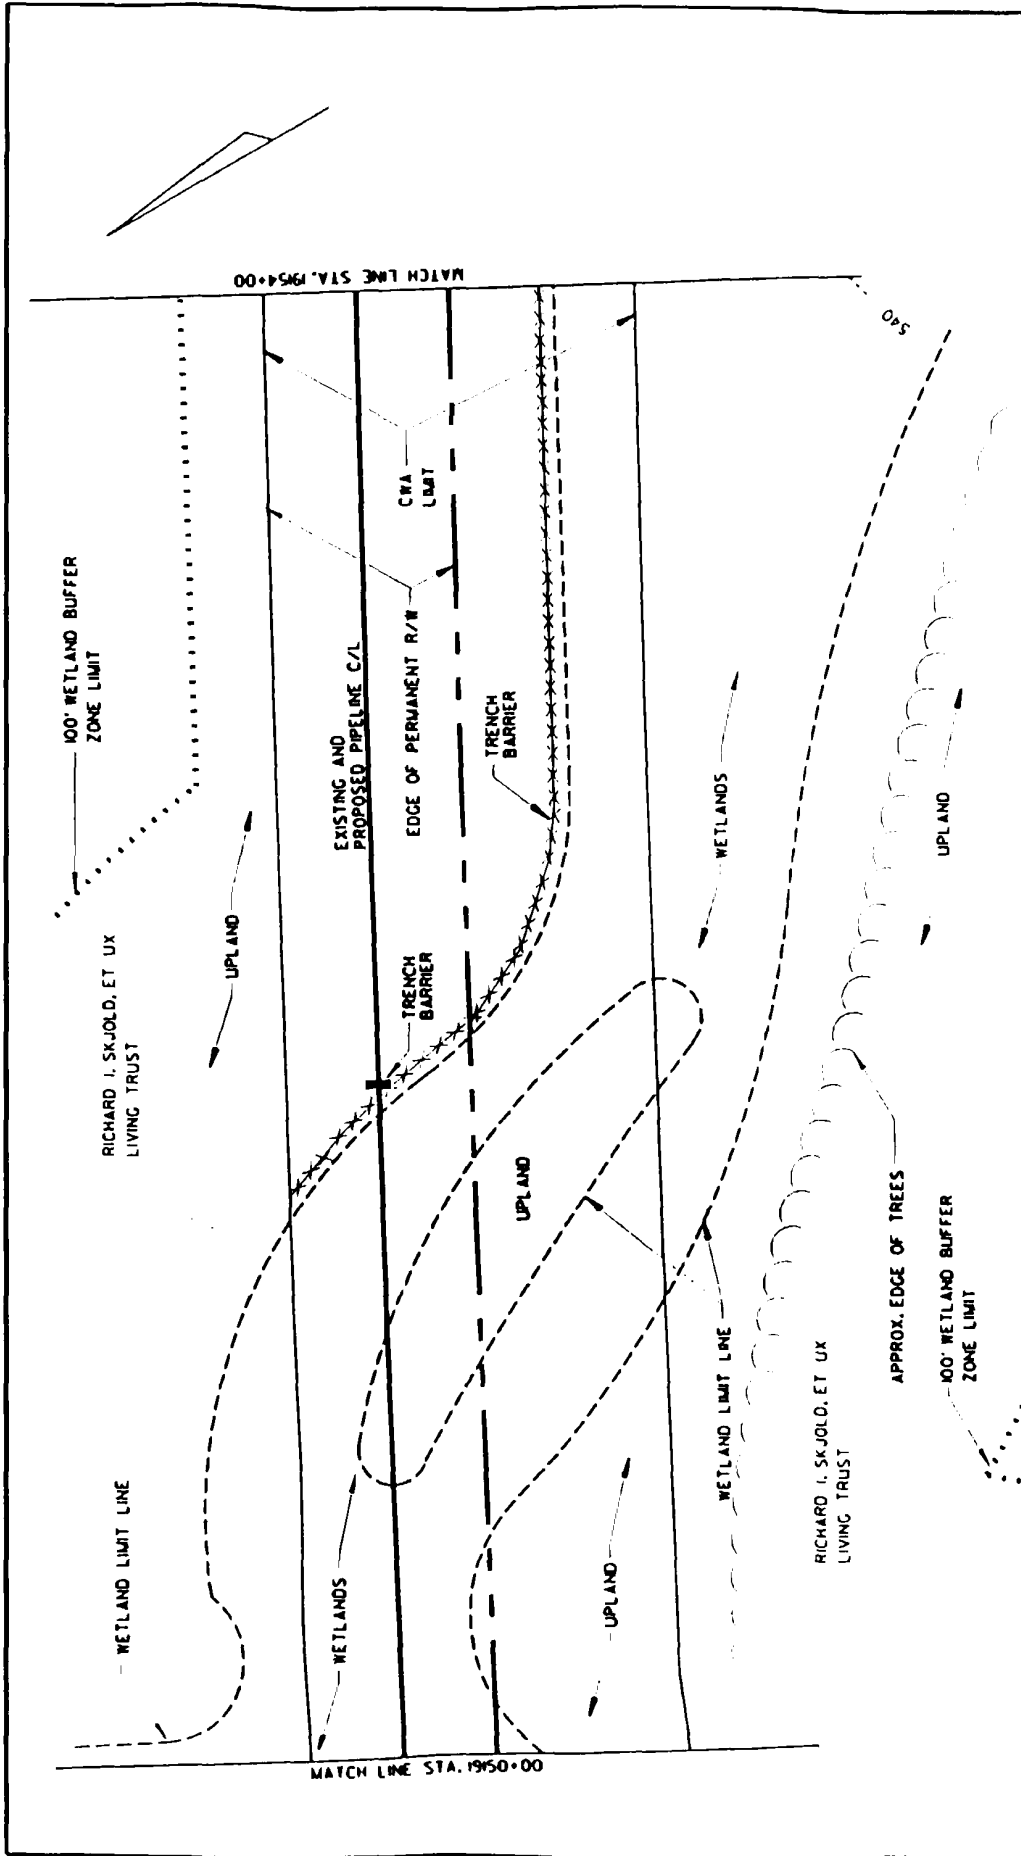 MATCH LINE STA. 19154+00
540
100' WETLAND BUFFER
ZONE LIMIT
CWA
LIMIT
EXISTING AND
PROPOSED PIPELINE C/L
EDGE OF PERMANENT R/W
TRENCH
BARRIER
UPLAND
WETLANDS
UPLAND
RICHARD I. SKJOLD, ET UX
LIVING TRUST
TRENCH
BARRIER
UPLAND
APPROX. EDGE OF TREES
100' WETLAND BUFFER
ZONE LIMIT
WETLAND LIMIT LINE
RICHARD I. SKJOLD, ET UX
LIVING TRUST
WETLAND LIMIT LINE
WETLANDS
UPLAND
MATCH LINE STA. 19150+00